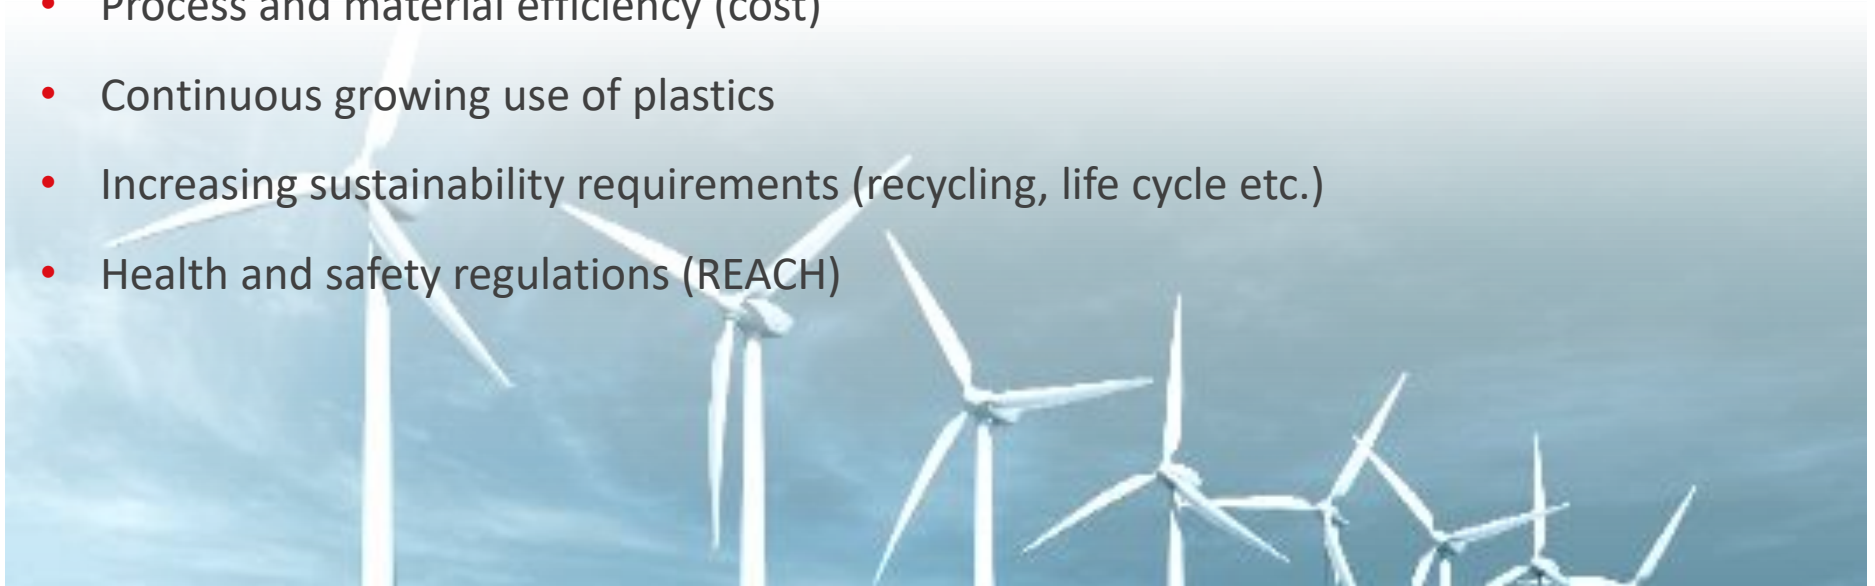 • Process and material efficiency (cost)
• Continuous growing use of plastics
• Increasing sustainability requirements (recycling, life cycle etc.)
• Health and safety regulations (REACH)